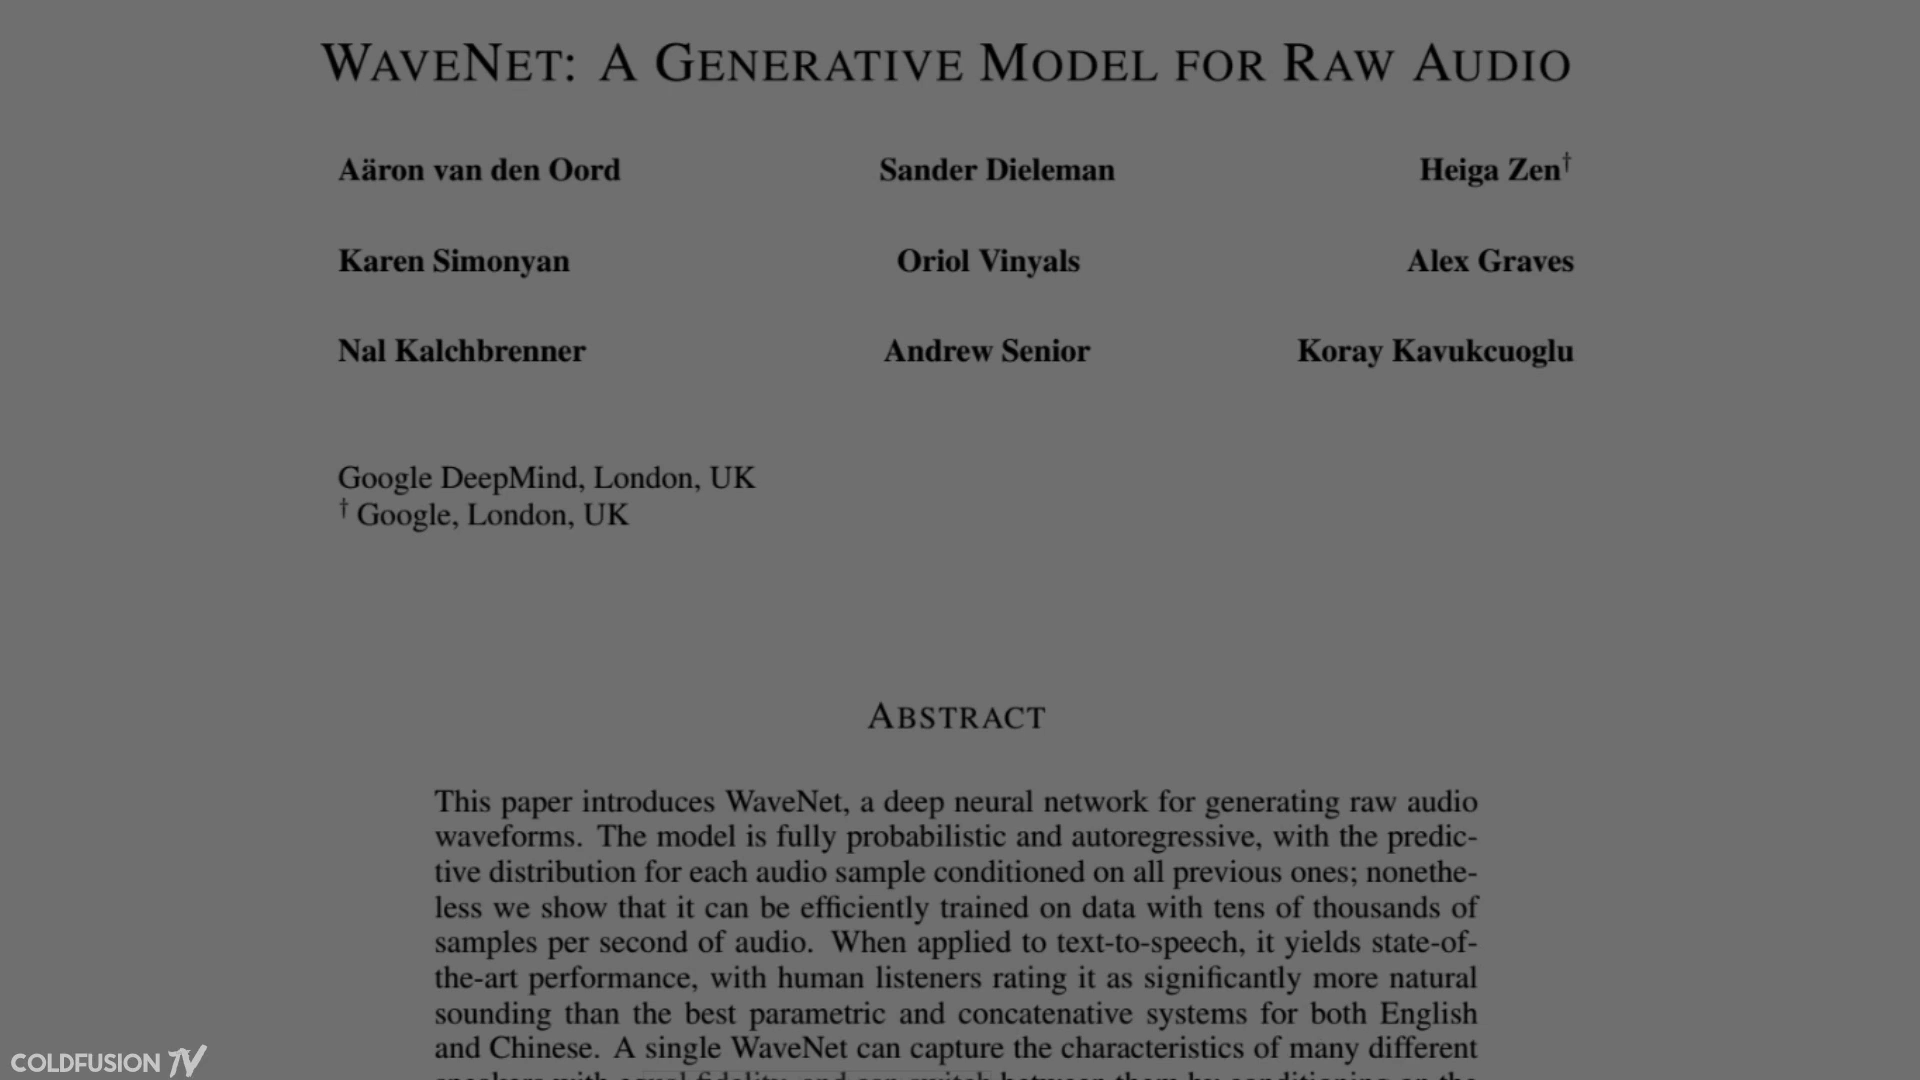 WAVENET: A GENERATIVE MODEL FOR RAW AUDIO
Aäron van den Oord Sander Dieleman Heiga Zen†
Karen Simonyan Oriol Vinyals Alex Graves
Nal Kalchbrenner Andrew Senior Koray Kavukcuoglu
Google DeepMind, London, UK
† Google, London, UK
ABSTRACT
This paper introduces WaveNet, a deep neural network for generating raw audio
waveforms. The model is fully probabilistic and autoregressive, with the predic-
tive distribution for each audio sample conditioned on all previous ones; nonethe-
less we show that it can be efficiently trained on data with tens of thousands of
samples per second of audio. When applied to text-to-speech, it yields state-of-
the-art performance, with human listeners rating it as significantly more natural
sounding than the best parametric and concatenative systems for both English
and Chinese. A single WaveNet can capture the characteristics of many different
COLDFUSION TV